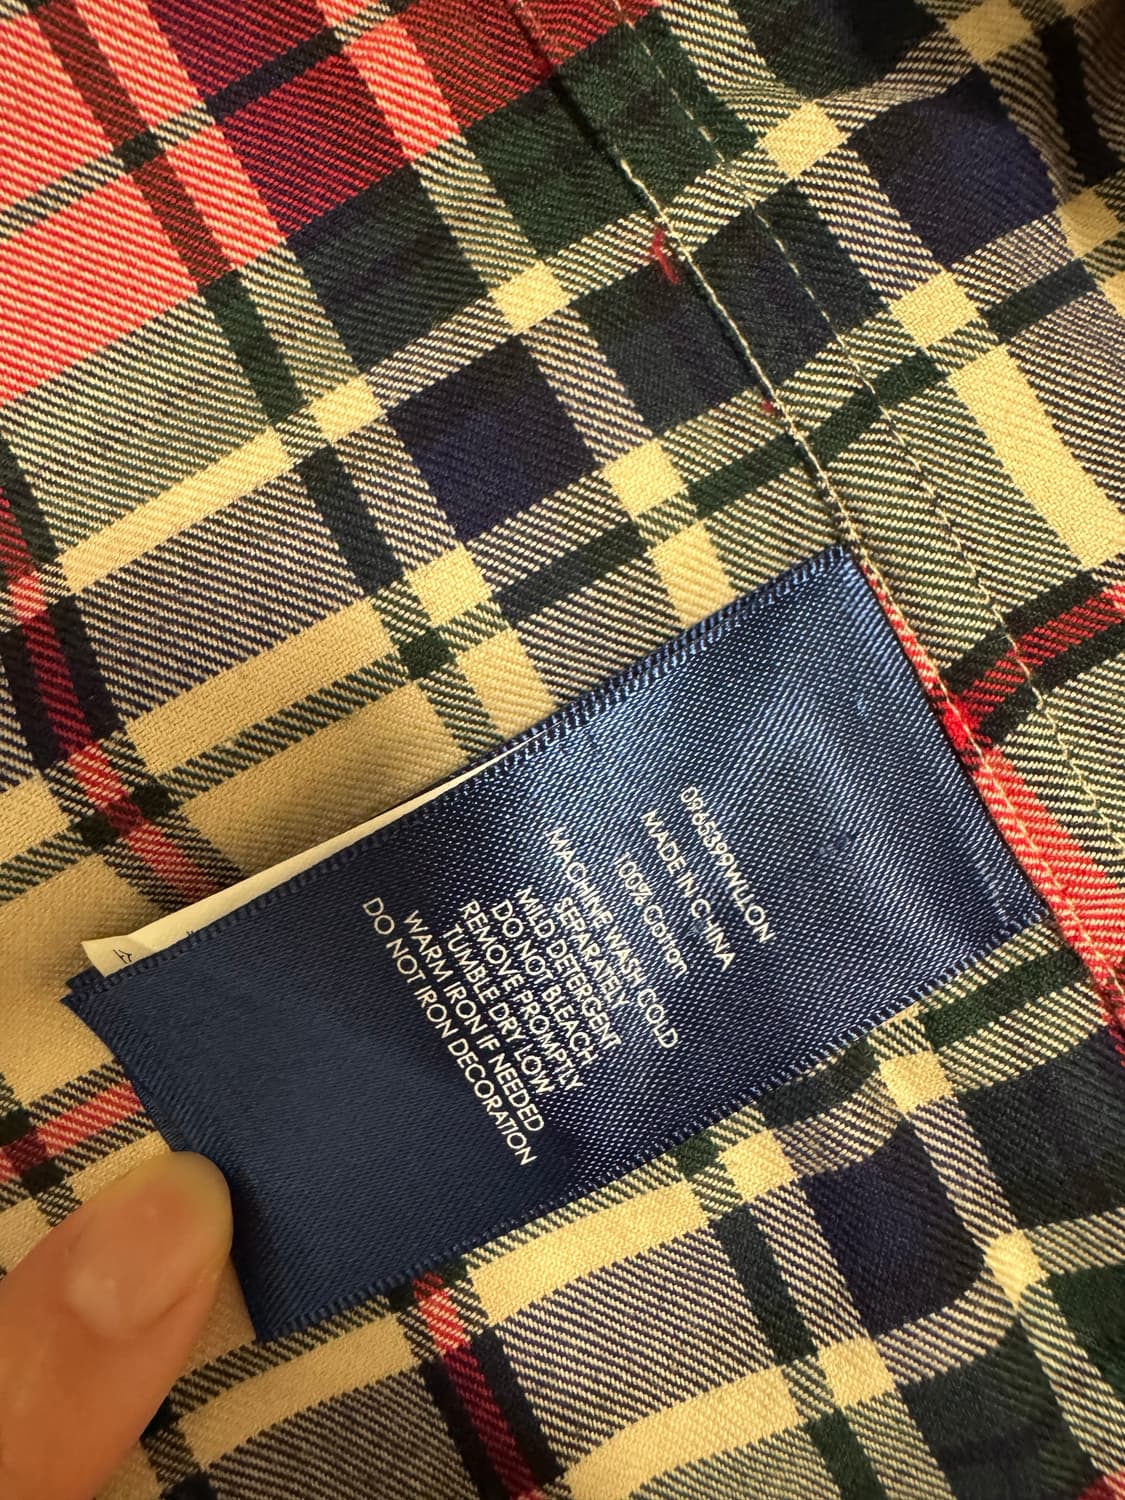 0965399WLLON
MADE IN CHINA
100% Cotton
MACHINE WASH COLD
SEPARATELY
MILD DETERGENT
DO NOT BLEACH
REMOVE PROMPTLY
TUMBLE DRY LOW
WARM IRON IF NEEDED
DO NOT IRON DECORATION